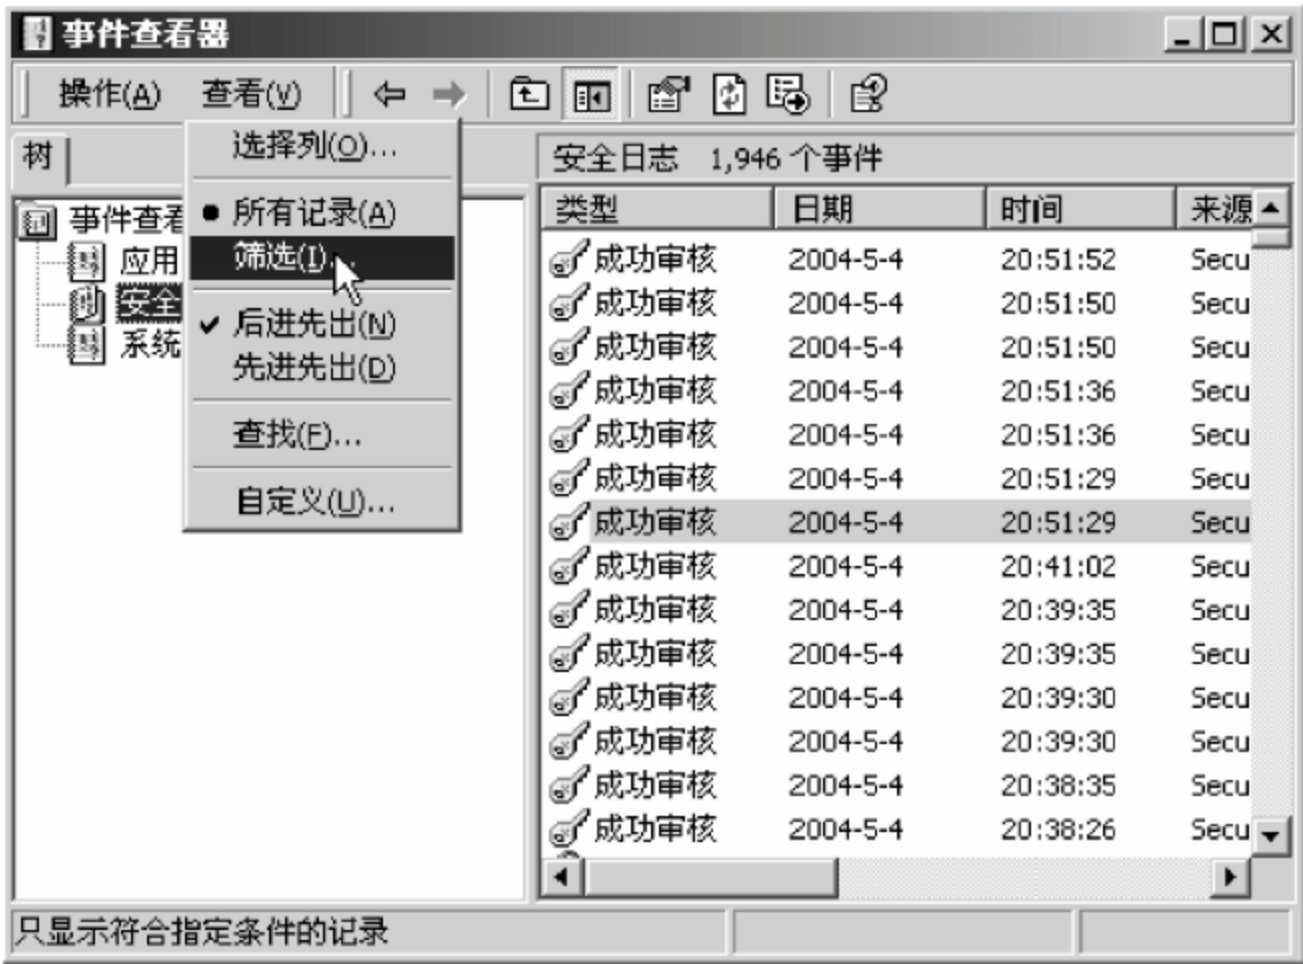 事件查看器
操作(A) 查看(V)
树
选择列(O)...
所有记录(A)
筛选(I)...
后进先出(N)
先进先出(D)
查找(F)...
自定义(U)...
事件查看
应用
安全
系统
安全日志 1,946 个事件
类型 日期 时间 来源
成功审核 2004-5-4 20:51:52 Secu
成功审核 2004-5-4 20:51:50 Secu
成功审核 2004-5-4 20:51:50 Secu
成功审核 2004-5-4 20:51:36 Secu
成功审核 2004-5-4 20:51:36 Secu
成功审核 2004-5-4 20:51:29 Secu
成功审核 2004-5-4 20:51:29 Secu
成功审核 2004-5-4 20:41:02 Secu
成功审核 2004-5-4 20:39:35 Secu
成功审核 2004-5-4 20:39:35 Secu
成功审核 2004-5-4 20:39:30 Secu
成功审核 2004-5-4 20:39:30 Secu
成功审核 2004-5-4 20:38:35 Secu
成功审核 2004-5-4 20:38:26 Secu
只显示符合指定条件的记录